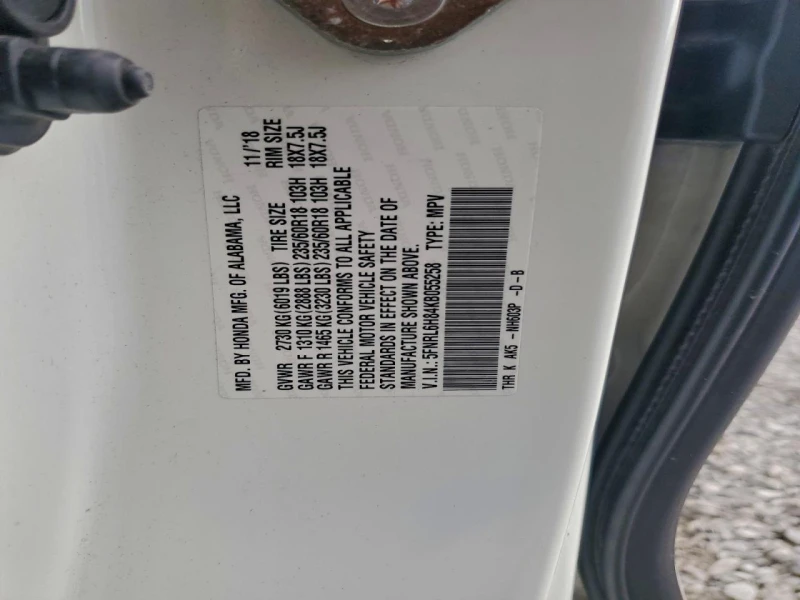 MFD. BY HONDA MFG. OF ALABAMA, LLC 11/'18
GVWR 2730 KG(6019 LBS) TIRE SIZE RIM SIZE
GAWR F 1310 KG(2888 LBS)235/60R18 103H 18X7.5J
GAWR R 1465 KG(3230 LBS)235/60R18 103H 18X7.5J
THIS VEHICLE CONFORMS TO ALL APPLICABLE
FEDERAL MOTOR VEHICLE SAFETY
STANDARDS IN EFFECT ON THE DATE OF
MANUFACTURE SHOWN ABOVE.
V.I.N.: 5FNRL6H84KB055258 TYPE: MPV
THR K AK5 -NH603P -D-B